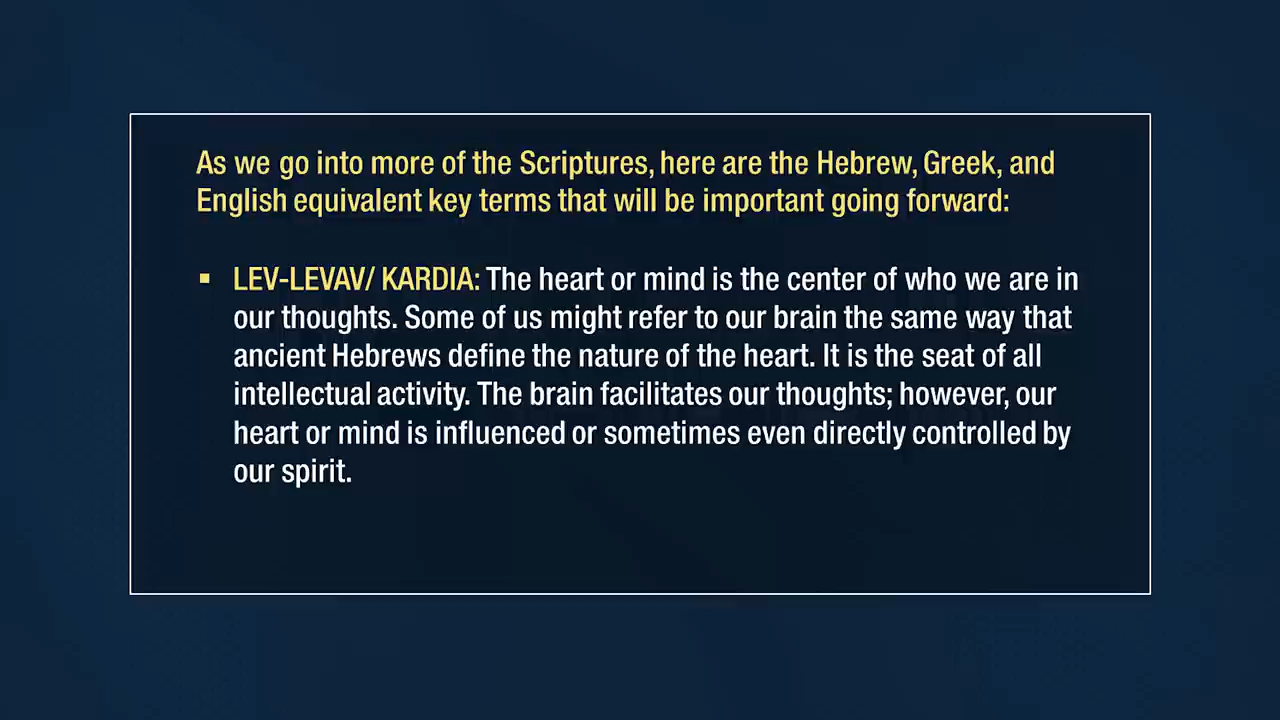 As we go into more of the Scriptures, here are the Hebrew, Greek, and
English equivalent key terms that will be important going forward:
▪ LEV-LEVAV/ KARDIA: The heart or mind is the center of who we are in
our thoughts. Some of us might refer to our brain the same way that
ancient Hebrews define the nature of the heart. It is the seat of all
intellectual activity. The brain facilitates our thoughts; however, our
heart or mind is influenced or sometimes even directly controlled by
our spirit.